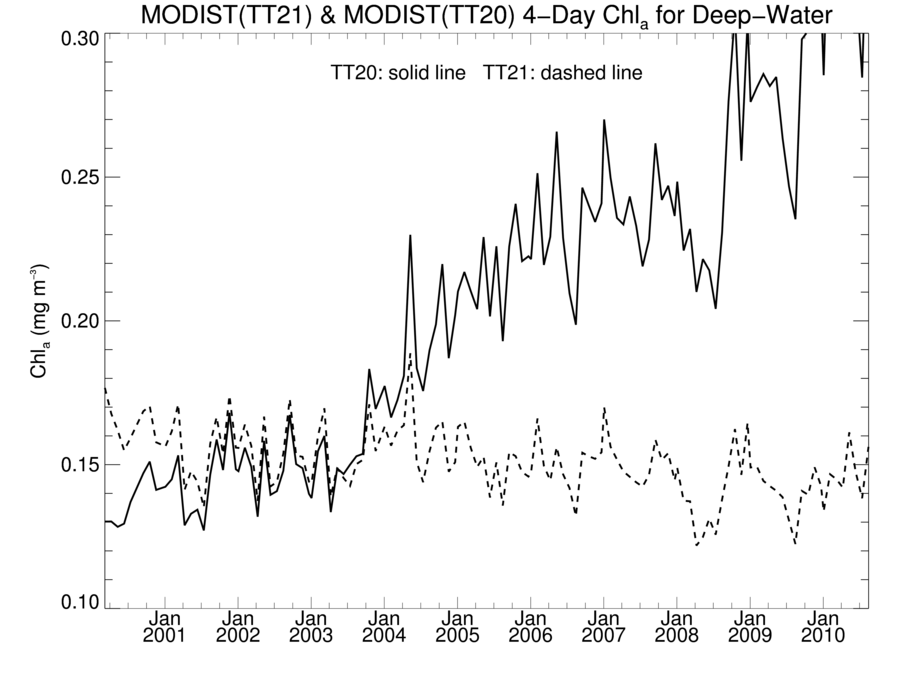 MODIST(TT21) & MODIST(TT20) 4−Day Chlₐ for Deep−Water
TT20: solid line TT21: dashed line
0.30
0.25
0.20
0.15
0.10
Chlₐ (mg m⁻³)
Jan Jan Jan Jan Jan Jan Jan Jan Jan Jan
2001 2002 2003 2004 2005 2006 2007 2008 2009 2010